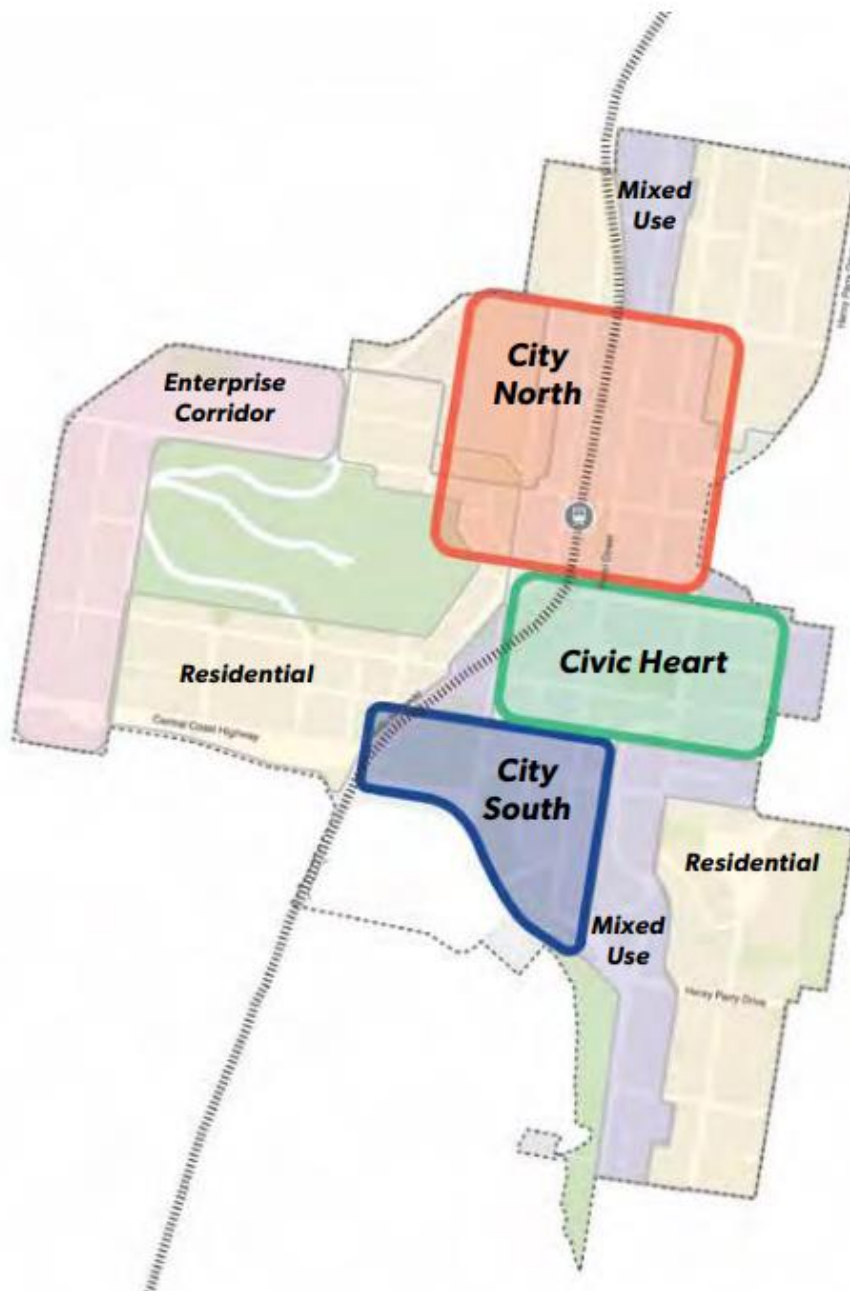 Mixed
Use
City
North
Enterprise
Corridor
Civic Heart
Residential
Central Coast Highway
City
South
Residential
Mixed
Use
Henry Parry Drive